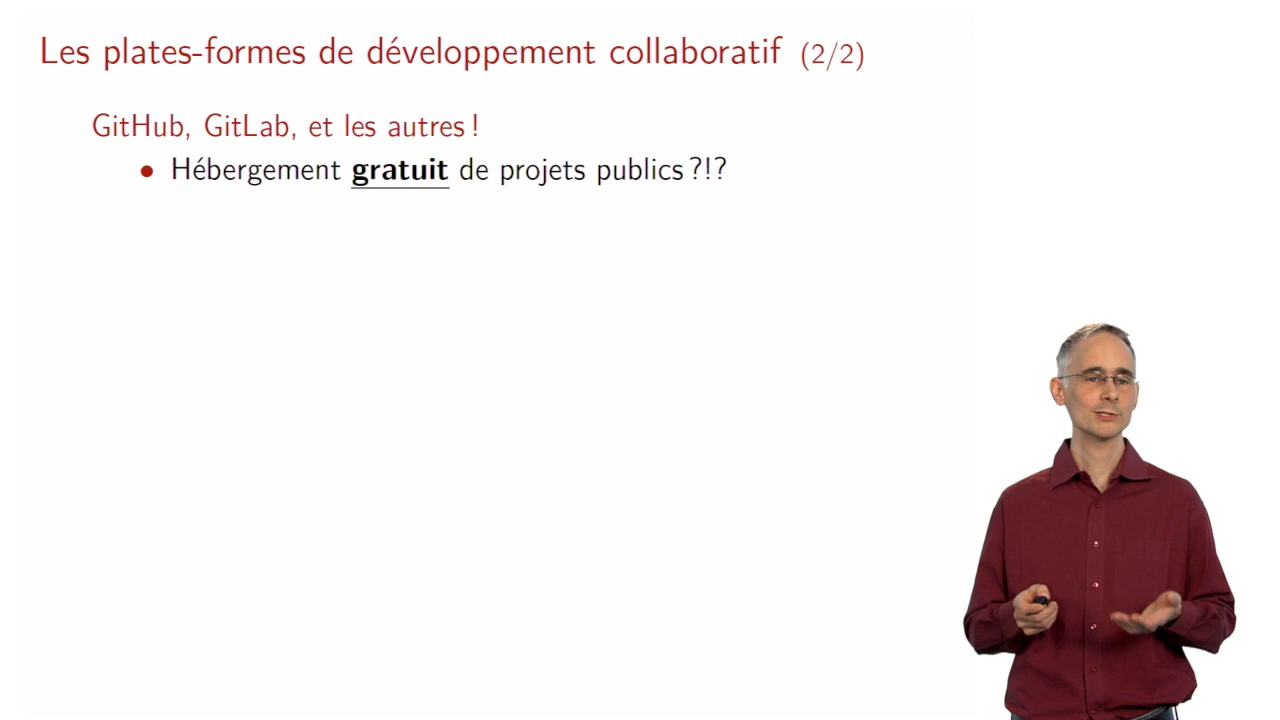 Les plates-formes de développement collaboratif (2/2)
GitHub, GitLab, et les autres !
• Hébergement gratuit de projets publics ?!?